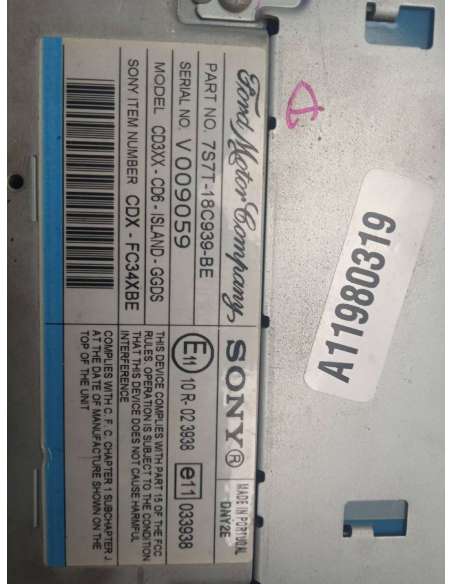 Ford Motor Company,
PART NO. 7S7T-18C939-BE
SERIAL NO. V 009059
MODEL CD3XX - CD6 - ISLAND - GGDS
SONY ITEM NUMBER CDX - FC34XBE
SONY®
MADE IN PORTUGAL
DNY2E
E11 10 R- 02 3938 e11 033938
THIS DEVICE COMPLIES WITH PART 15 OF THE FCC
RULES. OPERATION IS SUBJECT TO THE CONDITION
THAT THIS DEVICE DOES NOT CAUSE HARMFUL
INTERFERENCE
COMPLIES WITH C. F. C. CHAPTER 1 SUBCHAPTER J.
AT THE DATE OF MANUFACTURE SHOWN ON THE
TOP OF THE UNIT
A11980319